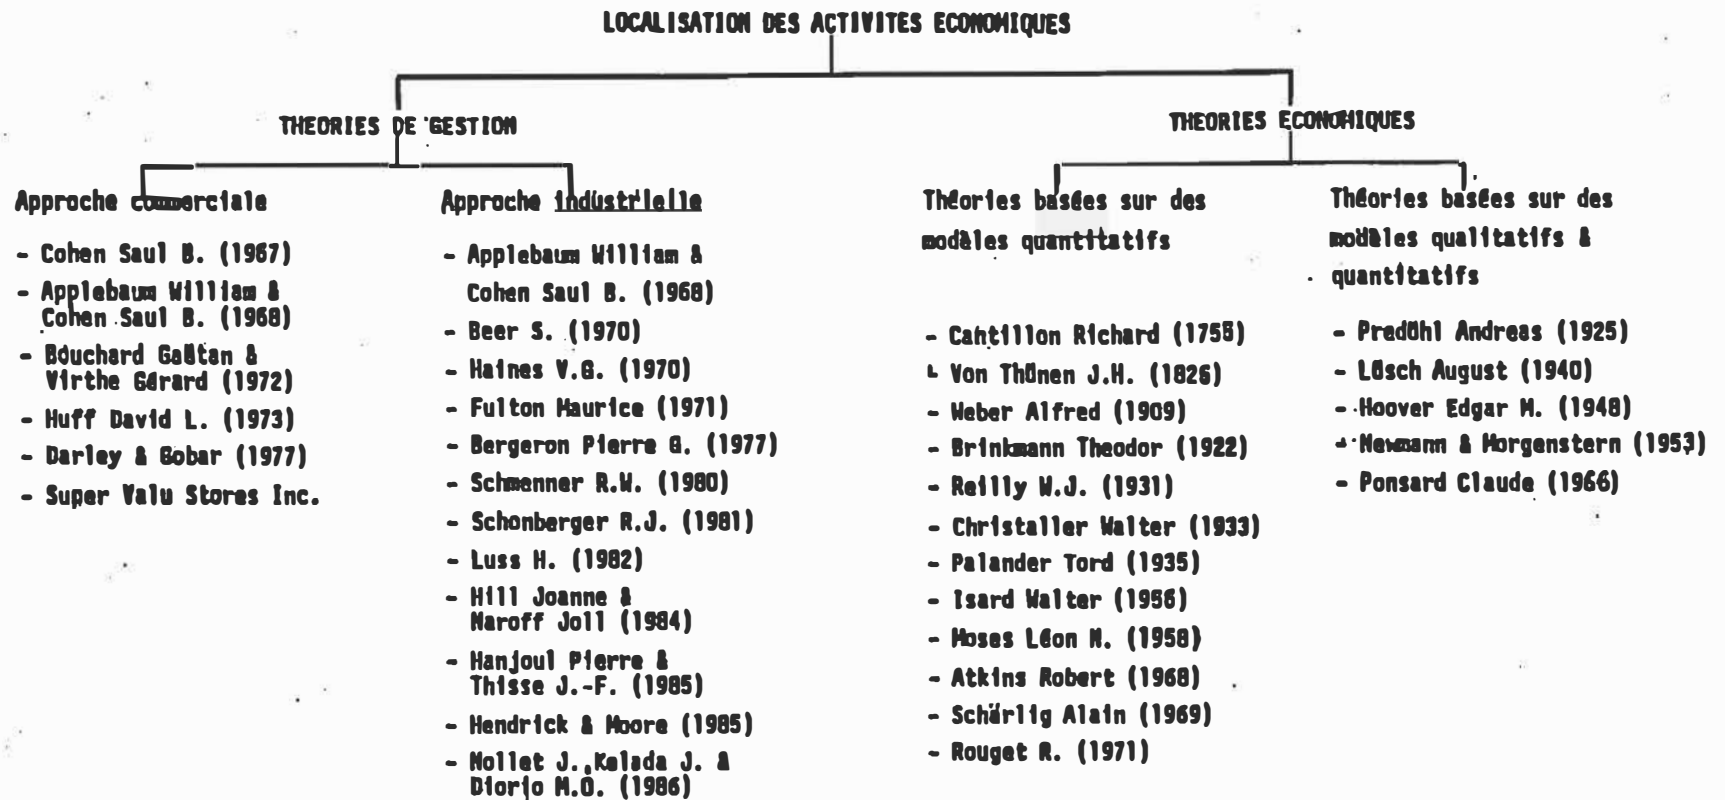 LOCALISATION DES ACTIVITES ECONOMIQUES
THEORIES DE GESTION
THEORIES ECONOMIQUES
Approche commerciale
- Cohen Saul B. (1967)
- Applebaum William &
Cohen Saul B. (1968)
- Bouchard Gaëtan &
Virthe Gérard (1972)
- Huff David L. (1973)
- Darley & Gobar (1977)
- Super Valu Stores Inc.
Approche industrielle
- Applebaum William &
Cohen Saul B. (1968)
- Beer S. (1970)
- Haines V.G. (1970)
- Fulton Maurice (1971)
- Bergeron Pierre G. (1977)
- Schmenner R.W. (1980)
- Schonberger R.J. (1981)
- Luss H. (1982)
- Hill Joanne &
Naroff Joll (1984)
- Hanjoul Pierre &
Thisse J.-F. (1985)
- Hendrick & Moore (1985)
- Nollet J., Kelada J. &
Diorio M.O. (1986)
Théories basées sur des
modèles quantitatifs
- Cantillon Richard (1755)
- Von Thünen J.H. (1826)
- Weber Alfred (1909)
- Brinkmann Theodor (1922)
- Reilly W.J. (1931)
- Christaller Walter (1933)
- Palander Tord (1935)
- Isard Walter (1956)
- Moses Léon N. (1958)
- Atkins Robert (1968)
- Schärlig Alain (1969)
- Rouget R. (1971)
Théories basées sur des
modèles qualitatifs &
quantitatifs
- Predöhl Andreas (1925)
- Lösch August (1940)
- Hoover Edgar M. (1948)
- Newmann & Morgenstern (1953)
- Ponsard Claude (1966)